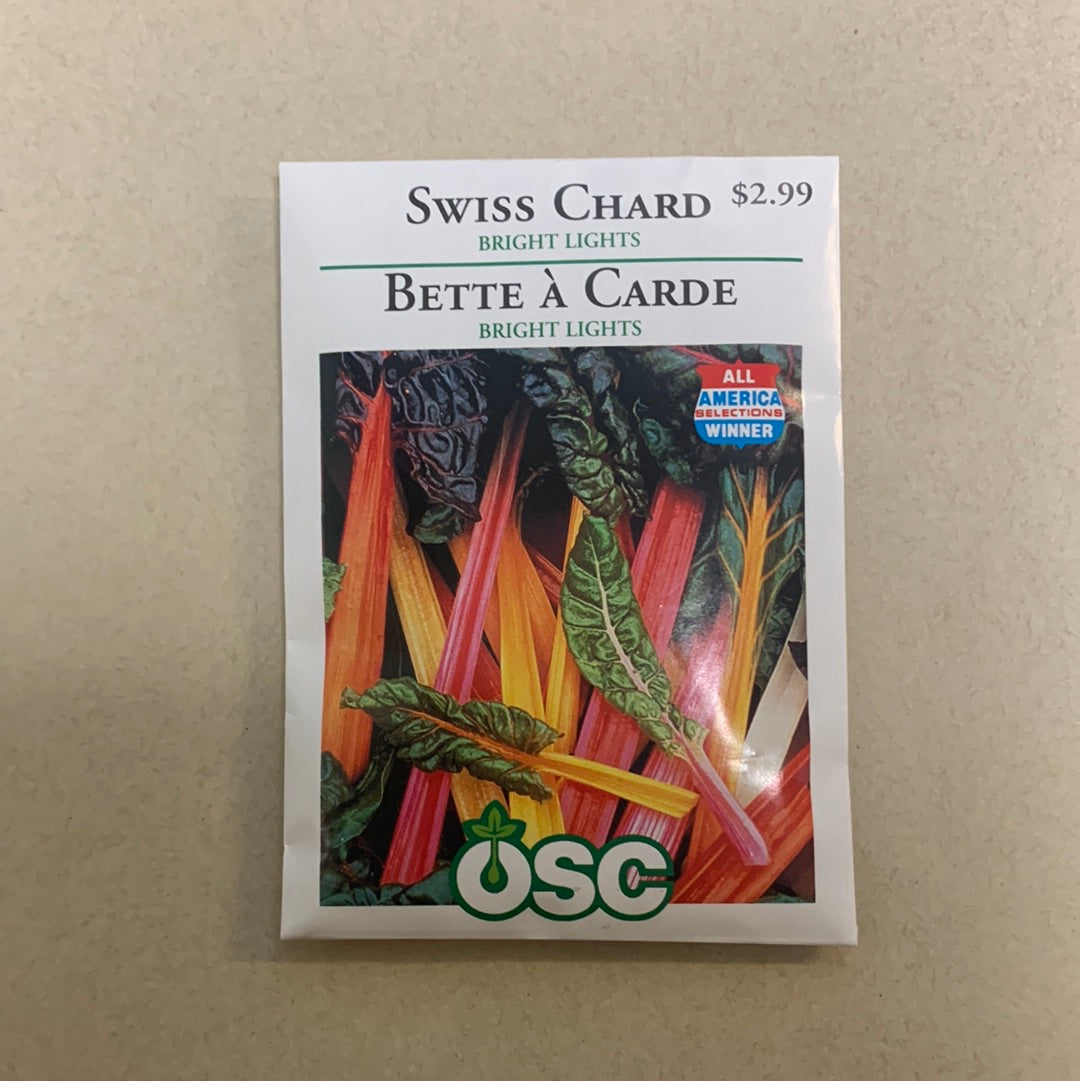 SWISS CHARD $2.99
BRIGHT LIGHTS
BETTE À CARDE
BRIGHT LIGHTS
ALL
AMERICA
SELECTIONS
WINNER
OSC